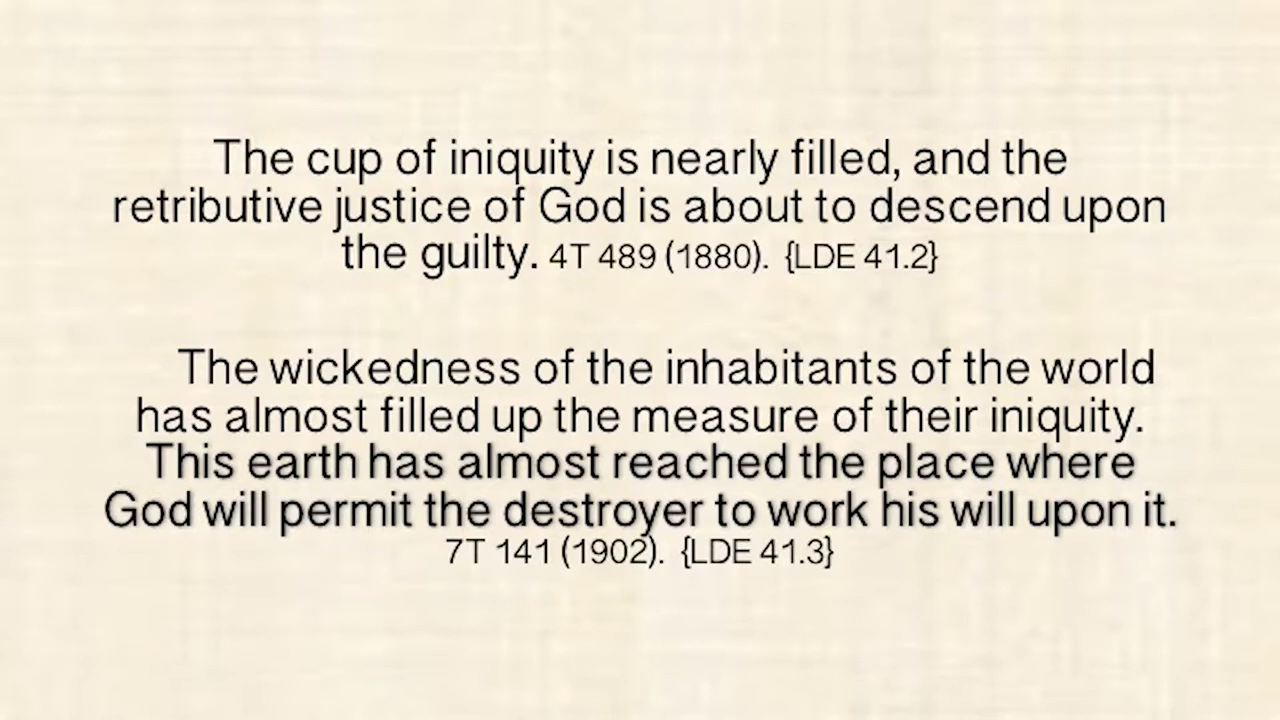 The cup of iniquity is nearly filled, and the
retributive justice of God is about to descend upon
the guilty. 4T 489 (1880). {LDE 41.2}
The wickedness of the inhabitants of the world
has almost filled up the measure of their iniquity.
This earth has almost reached the place where
God will permit the destroyer to work his will upon it.
7T 141 (1902). {LDE 41.3}